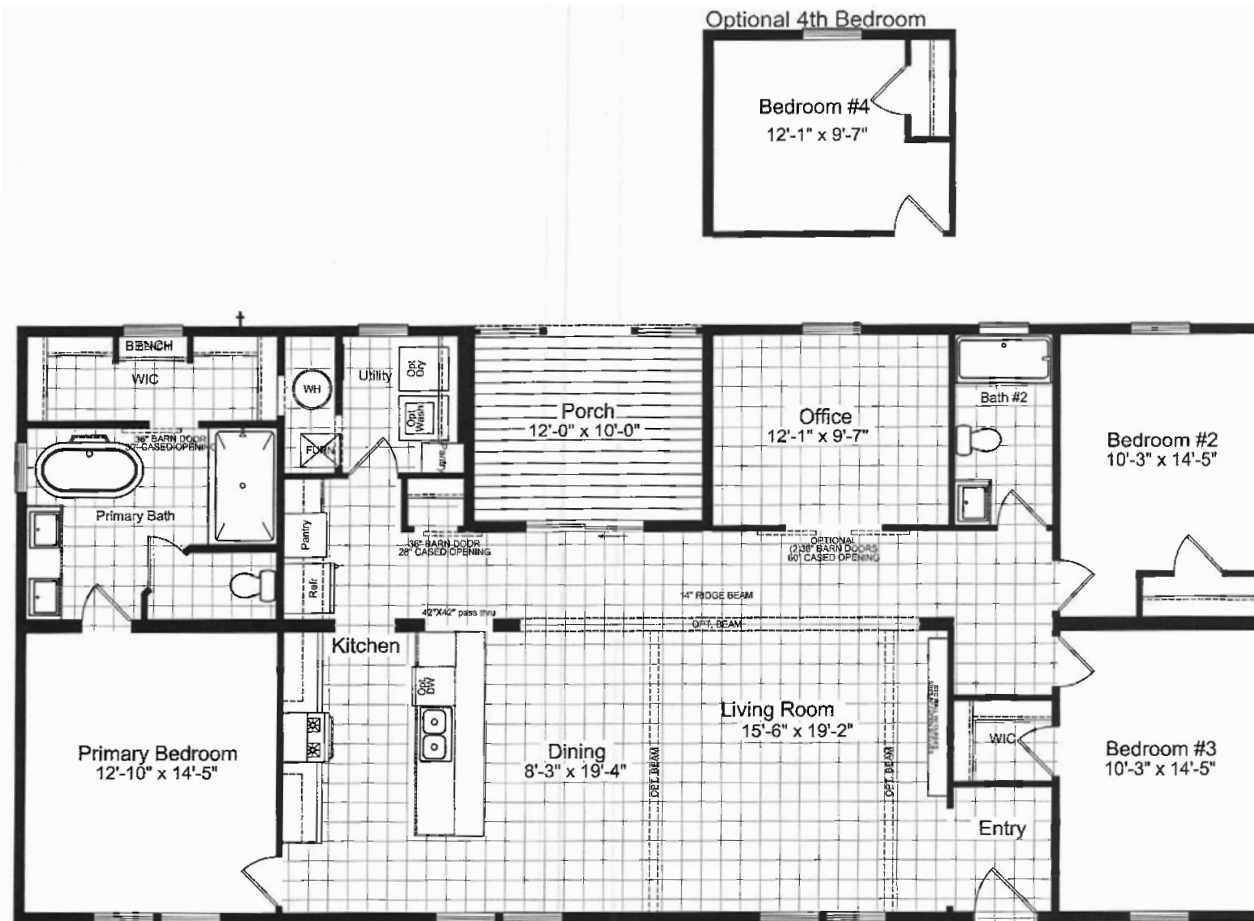 Optional 4th Bedroom
Bedroom #4
12'-1" x 9'-7"
BENCH
WIC
36" BARN DOOR
CASED OPENING
Primary Bath
WH
FURN
Utility
Opt Dry
Opt Wash
Pantry
Refr
36" BARN DOOR
28" CASED OPENING
Porch
12'-0" x 10'-0"
Office
12'-1" x 9'-7"
OPTIONAL
(2)36" BARN DOORS
60" CASED OPENING
Bath #2
Bedroom #2
10'-3" x 14'-5"
14" RIDGE BEAM
42"X42" pass thru
OPT. BEAM
Kitchen
Opt DW
Primary Bedroom
12'-10" x 14'-5"
Dining
8'-3" x 19'-4"
OPT. BEAM
Living Room
15'-6" x 19'-2"
OPT. BEAM
WIC
Bedroom #3
10'-3" x 14'-5"
Entry